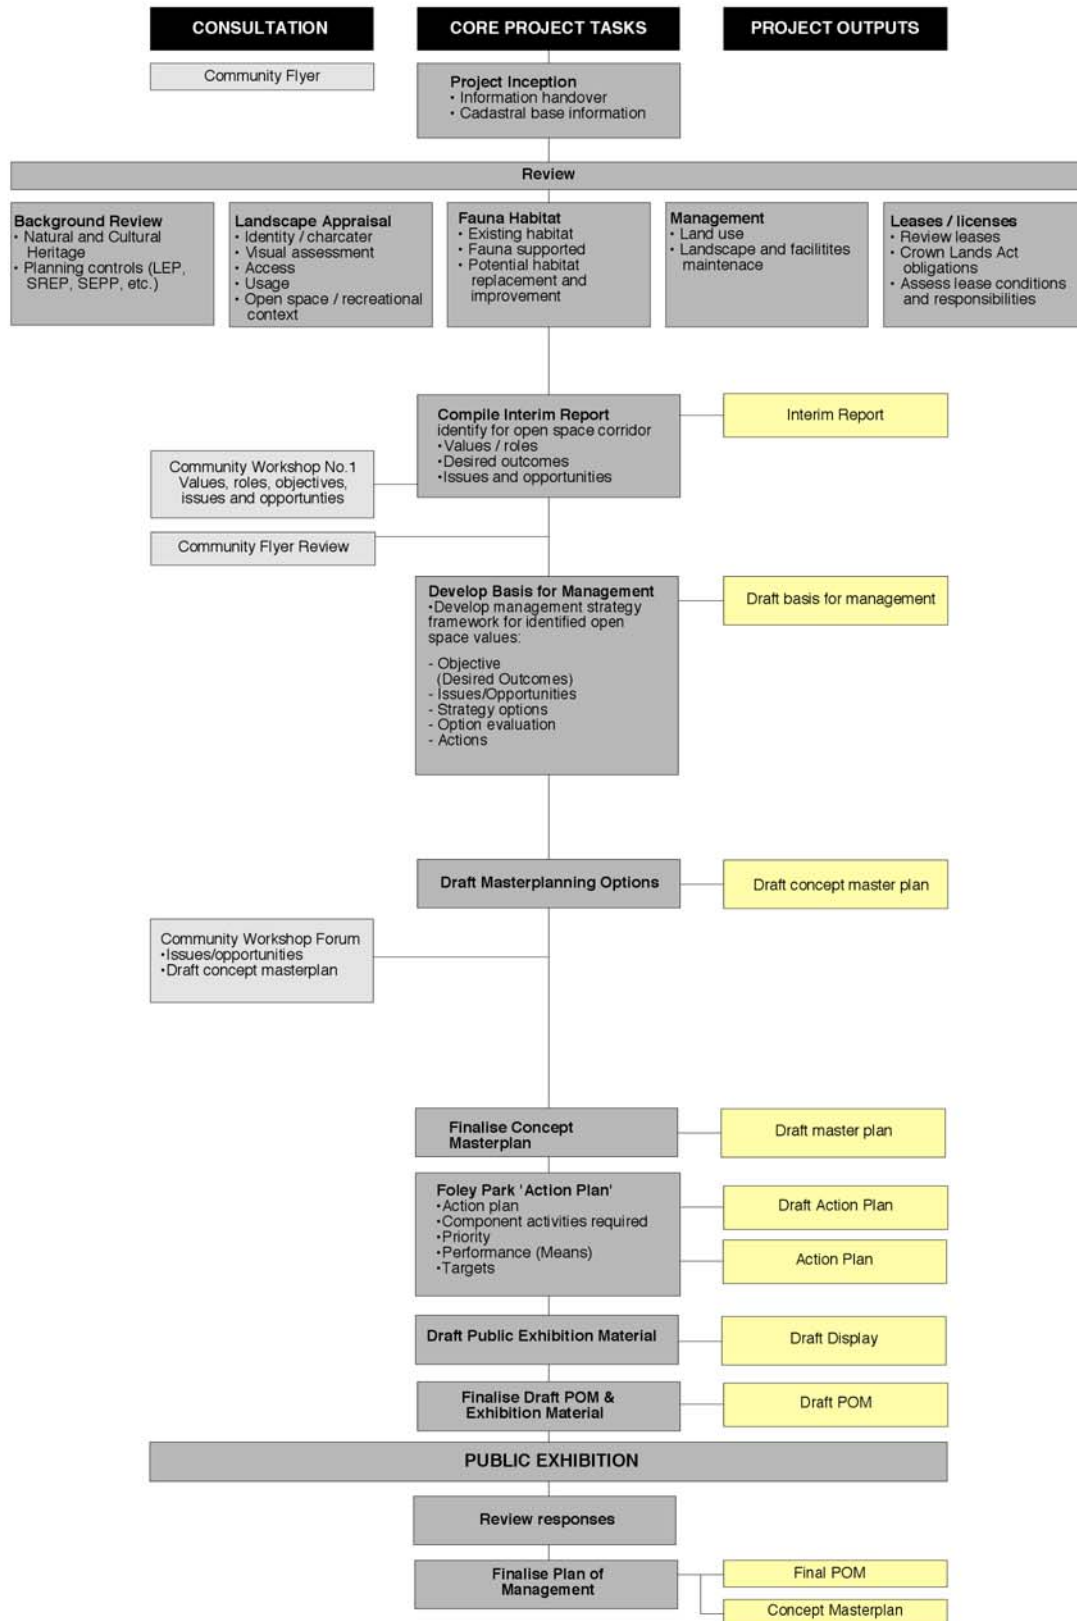 CONSULTATION
CORE PROJECT TASKS
PROJECT OUTPUTS
Community Flyer
Project Inception
• Information handover
• Cadastral base information
Review
Background Review
• Natural and Cultural
Heritage
• Planning controls (LEP,
SREP, SEPP, etc.)
Landscape Appraisal
• Identity / charcater
• Visual assessment
• Access
• Usage
• Open space / recreational
context
Fauna Habitat
• Existing habitat
• Fauna supported
• Potential habitat
replacement and
improvement
Management
• Land use
• Landscape and facilitites
maintenace
Leases / licenses
• Review leases
• Crown Lands Act
obligations
• Assess lease conditions
and responsibilities
Compile Interim Report
identify for open space corridor
•Values / roles
•Desired outcomes
•Issues and opportunities
Interim Report
Community Workshop No.1
Values, roles, objectives,
issues and opportunties
Community Flyer Review
Develop Basis for Management
•Develop management strategy
framework for identified open
space values:
- Objective
(Desired Outcomes)
- Issues/Opportunities
- Strategy options
- Option evaluation
- Actions
Draft basis for management
Draft Masterplanning Options
Draft concept master plan
Community Workshop Forum
•Issues/opportunities
•Draft concept masterplan
Finalise Concept
Masterplan
Draft master plan
Foley Park 'Action Plan'
•Action plan
•Component activities required
•Priority
•Performance (Means)
•Targets
Draft Action Plan
Action Plan
Draft Public Exhibition Material
Draft Display
Finalise Draft POM &
Exhibition Material
Draft POM
PUBLIC EXHIBITION
Review responses
Finalise Plan of
Management
Final POM
Concept Masterplan